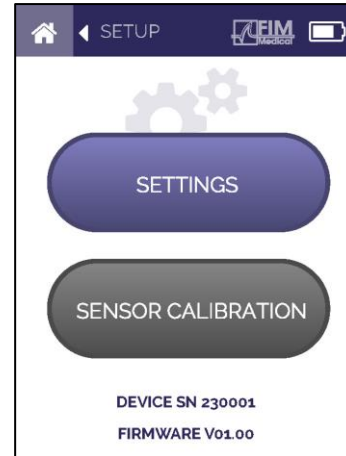 SETUP
FIM
Medical
SETTINGS
SENSOR CALIBRATION
DEVICE SN 230001
FIRMWARE V01.00